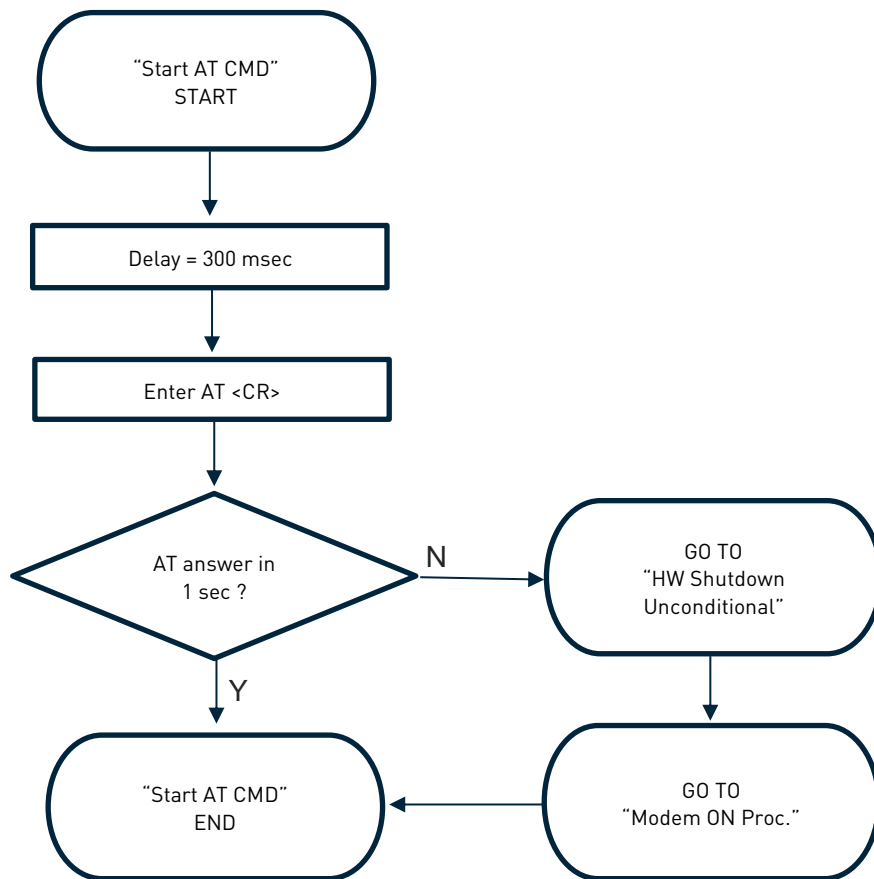 “Start AT CMD”
START
Delay = 300 msec
Enter AT <CR>
AT answer in
1 sec ?
N
Y
GO TO
“HW Shutdown
Unconditional”
GO TO
“Modem ON Proc.”
“Start AT CMD”
END